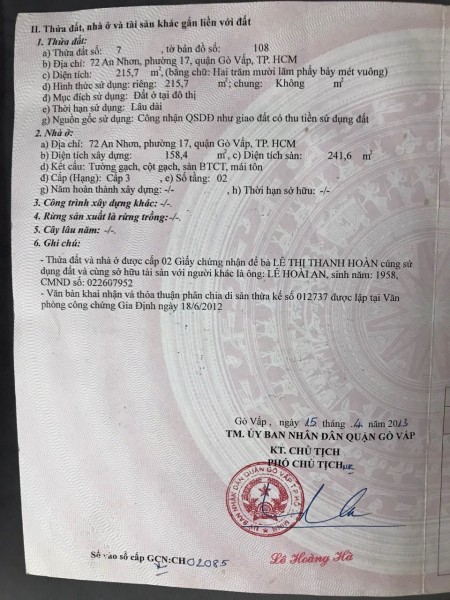 II. Thửa đất, nhà ở và tài sản khác gắn liền với đất
1. Thửa đất:
a) Thửa đất số: 7 , tờ bản đồ số: 108
b) Địa chỉ: 72 An Nhơn, phường 17, quận Gò Vấp, TP. HCM
c) Diện tích: 215,7 m², (bằng chữ: Hai trăm mười lăm phẩy bảy mét vuông)
d) Hình thức sử dụng: riêng: 215,7 m²; chung: Không m²
đ) Mục đích sử dụng: Đất ở tại đô thị
e) Thời hạn sử dụng: Lâu dài
g) Nguồn gốc sử dụng: Công nhận QSDĐ như giao đất có thu tiền sử dụng đất
2. Nhà ở:
a) Địa chỉ: 72 An Nhơn, phường 17, quận Gò Vấp, TP. HCM
b) Diện tích xây dựng: 158,4 m², c) Diện tích sàn: 241,6 m²
d) Kết cấu: Tường gạch, cột gạch, sàn BTCT, mái tôn
đ) Cấp (Hạng): Cấp 3 , e) Số tầng: 02
g) Năm hoàn thành xây dựng: -/- , h) Thời hạn sở hữu: -/-
3. Công trình xây dựng khác: -/-
4. Rừng sản xuất là rừng trồng: -/-
5. Cây lâu năm: -/-
6. Ghi chú:
- Thửa đất và nhà ở được cấp 02 Giấy chứng nhận để bà LÊ THỊ THANH HOÀN cùng sử
dụng đất và cùng sở hữu tài sản với người khác là ông: LÊ HOÀI AN, sinh năm: 1958,
CMND số: 022607952
- Văn bản khai nhận và thỏa thuận phân chia di sản thừa kế số 012737 được lập tại Văn
phòng công chứng Gia Định ngày 18/6/2012
Gò Vấp, ngày 15 tháng 4 năm 2013
TM. ỦY BAN NHÂN DÂN QUẬN GÒ VẤP
KT. CHỦ TỊCH
PHÓ CHỦ TỊCH
ỦY BAN NHÂN DÂN QUẬN GÒ VẤP T.P HỒ CHÍ MINH
Số vào sổ cấp GCN: CH02085
Lê Hoàng Hà